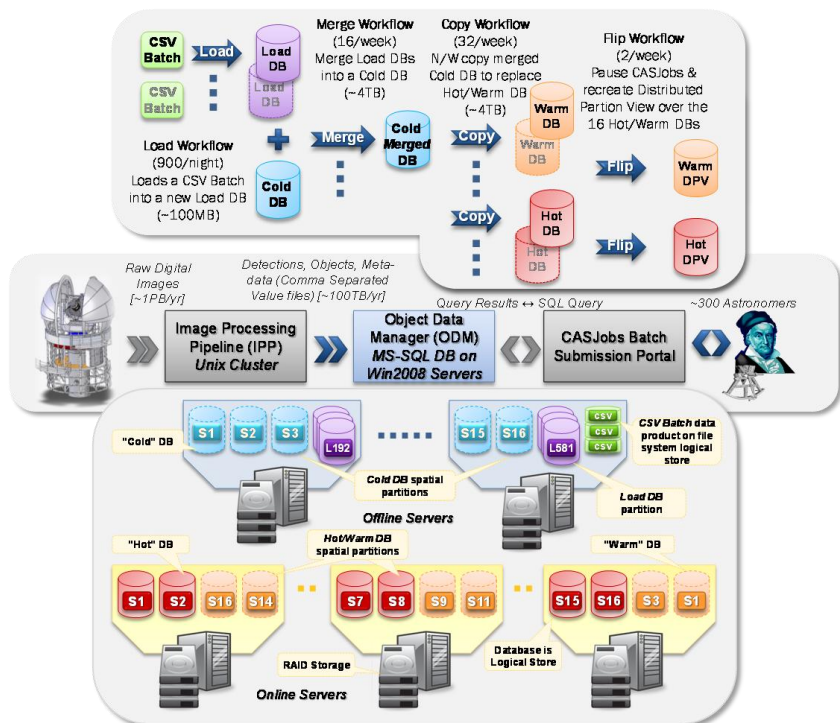 CSV
Batch
Load
Load
DB
CSV
Batch
Load
DB
Load Workflow
(900/night)
Loads a CSV Batch
into a new Load DB
(~100MB)
Cold
DB
Merge Workflow
(16/week)
Merge Load DBs
into a Cold DB
(~4TB)
Merge
Cold
Merged
DB
Copy Workflow
(32/week)
N/W copy merged
Cold DB to replace
Hot/Warm DB
(~4TB)
Copy
Warm
DB
Warm
DB
Copy
Hot
DB
Hot
DB
Flip Workflow
(2/week)
Pause CASJobs &
recreate Distributed
Partion View over the
16 Hot/Warm DBs
Flip
Warm
DPV
Flip
Hot
DPV
Raw Digital
Images
[~1PB/yr]
Detections, Objects, Meta-
data (Comma Separated
Value files) [~100TB/yr]
Query Results ↔ SQL Query
~300 Astronomers
Image Processing
Pipeline (IPP)
Unix Cluster
Object Data
Manager (ODM)
MS-SQL DB on
Win2008 Servers
CASJobs Batch
Submission Portal
"Cold" DB
S1
S2
S3
L192
S15
S16
L581
CSV
CSV
CSV
CSV Batch data
product on file
system logical
store
Cold DB spatial
partitions
Load DB
partition
Offline Servers
"Hot" DB
Hot/Warm DB
spatial partitions
"Warm" DB
S1
S2
S16
S14
S7
S8
S9
S11
S15
S16
S3
S1
RAID Storage
Database is
Logical Store
Online Servers